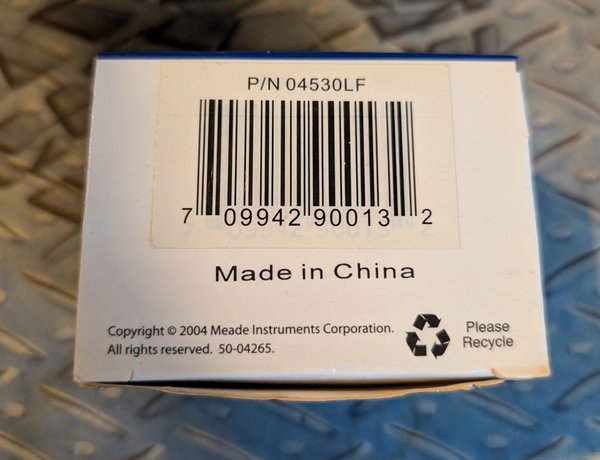 P/N 04530LF
7 09942 90013 2
Made in China
Copyright © 2004 Meade Instruments Corporation.
All rights reserved. 50-04265.
Please
Recycle